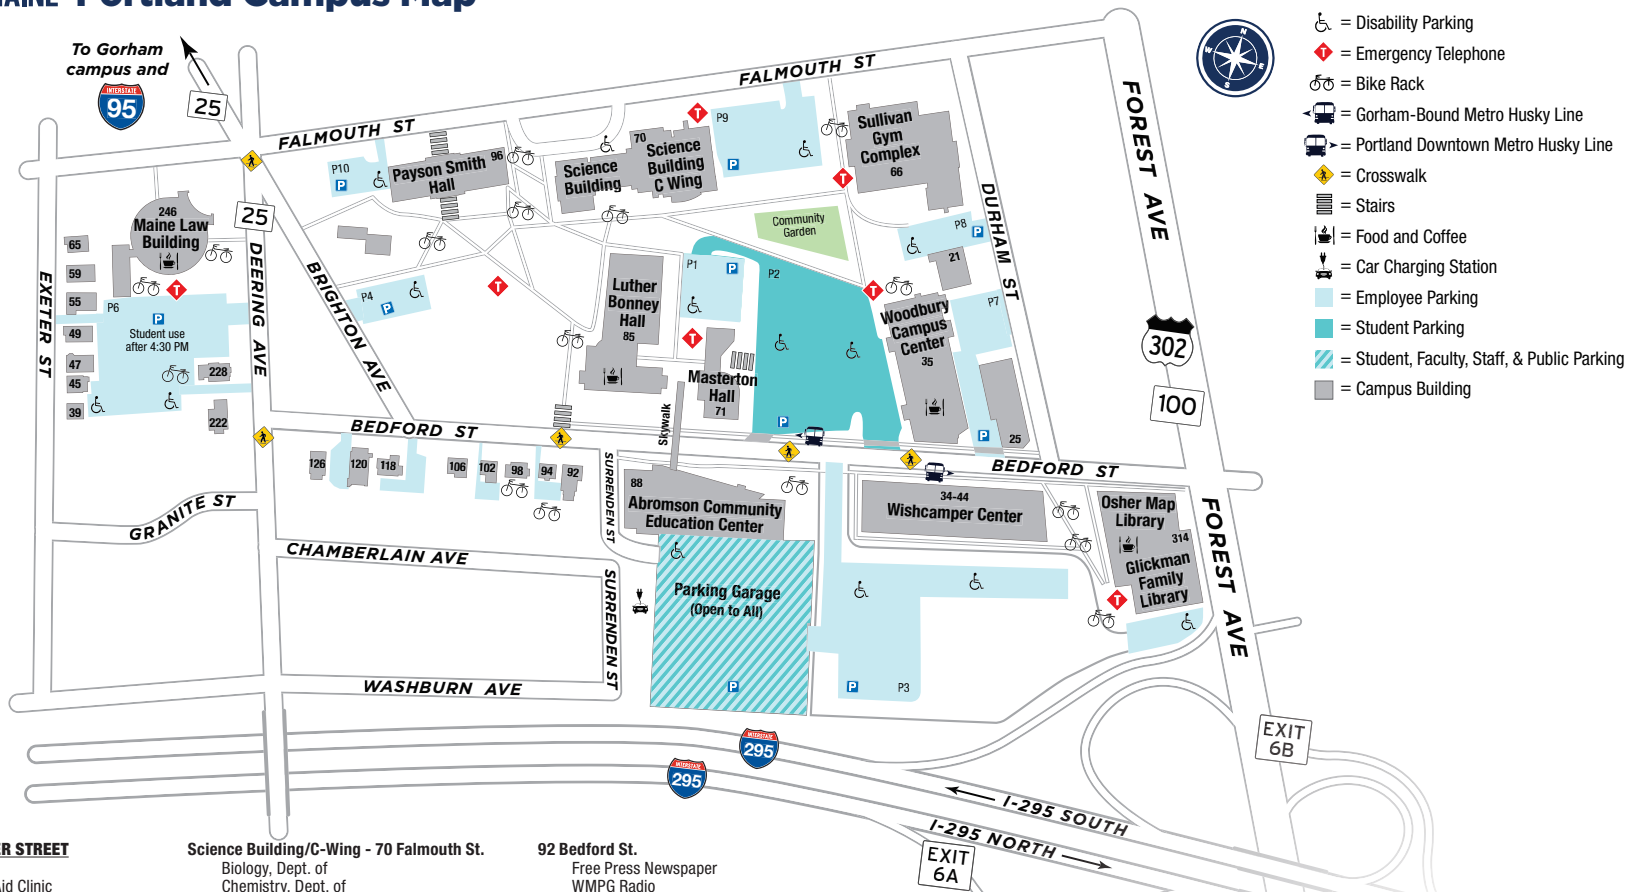 MAINE Portland Campus Map
To Gorham
campus and
INTERSTATE
95
25
FALMOUTH ST
FALMOUTH ST
N
W
E
S
= Disability Parking
T = Emergency Telephone
= Bike Rack
= Gorham-Bound Metro Husky Line
= Portland Downtown Metro Husky Line
= Crosswalk
= Stairs
= Food and Coffee
= Car Charging Station
= Employee Parking
= Student Parking
= Student, Faculty, Staff, & Public Parking
= Campus Building
P10
P
Payson Smith
Hall
96
Science
Building
70
Science
Building
C Wing
T
P9
P
Sullivan
Gym
Complex
66
T
FOREST AVE
DURHAM ST
246
Maine Law
Building
25
65
59
55
49
47
45
39
EXETER ST
DEERING AVE
BRIGHTON AVE
T
P6
P
Student use
after 4:30 PM
228
222
P4
P
T
Luther
Bonney
Hall
85
P1
P
P2
P
T
Masterton
Hall
71
Skywalk
Community
Garden
T
P8
P
21
P7
P
Woodbury
Campus
Center
35
25
302
100
BEDFORD ST
BEDFORD ST
126
120
118
106
102
98
94
92
SURRENDEN ST
88
Abromson Community
Education Center
34-44
Wishcamper Center
Osher Map
Library
314
Glickman
Family
Library
T
FOREST AVE
GRANITE ST
CHAMBERLAIN AVE
SURRENDEN ST
Parking Garage
(Open to All)
P
P
P3
WASHBURN AVE
INTERSTATE
295
INTERSTATE
295
EXIT
6B
I-295 SOUTH
I-295 NORTH
EXIT
6A
ER STREET
Aid Clinic
Science Building/C-Wing - 70 Falmouth St.
Biology, Dept. of
Chemistry, Dept. of
92 Bedford St.
Free Press Newspaper
WMPG Radio